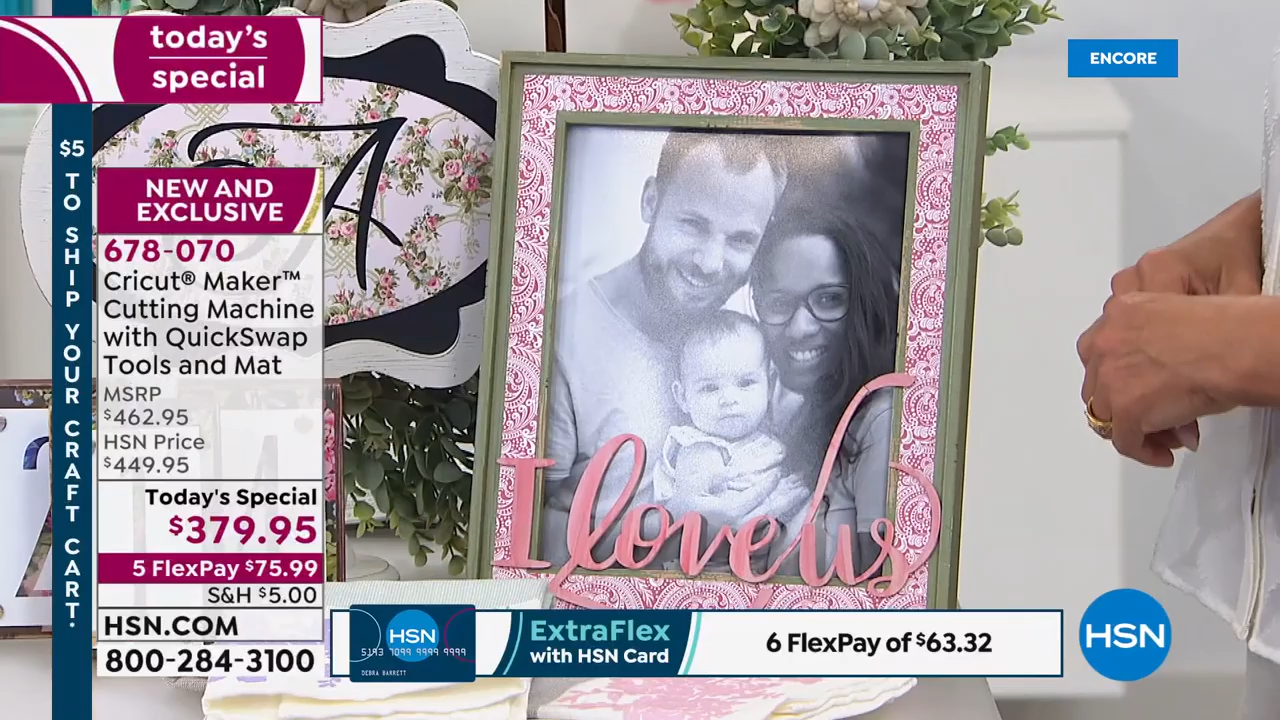 today's
special
ENCORE
$5 TO SHIP YOUR CRAFT CART!
NEW AND
EXCLUSIVE
678-070
Cricut® Maker™
Cutting Machine
with QuickSwap
Tools and Mat
MSRP
$462.95
HSN Price
$449.95
Today's Special
$379.95
5 FlexPay $75.99
S&H $5.00
HSN.COM
800-284-3100
A
2
A
I love us
HSN
5193 7099 9999 9999
DEBRA BARRETT
ExtraFlex
with HSN Card
6 FlexPay of $63.32
HSN